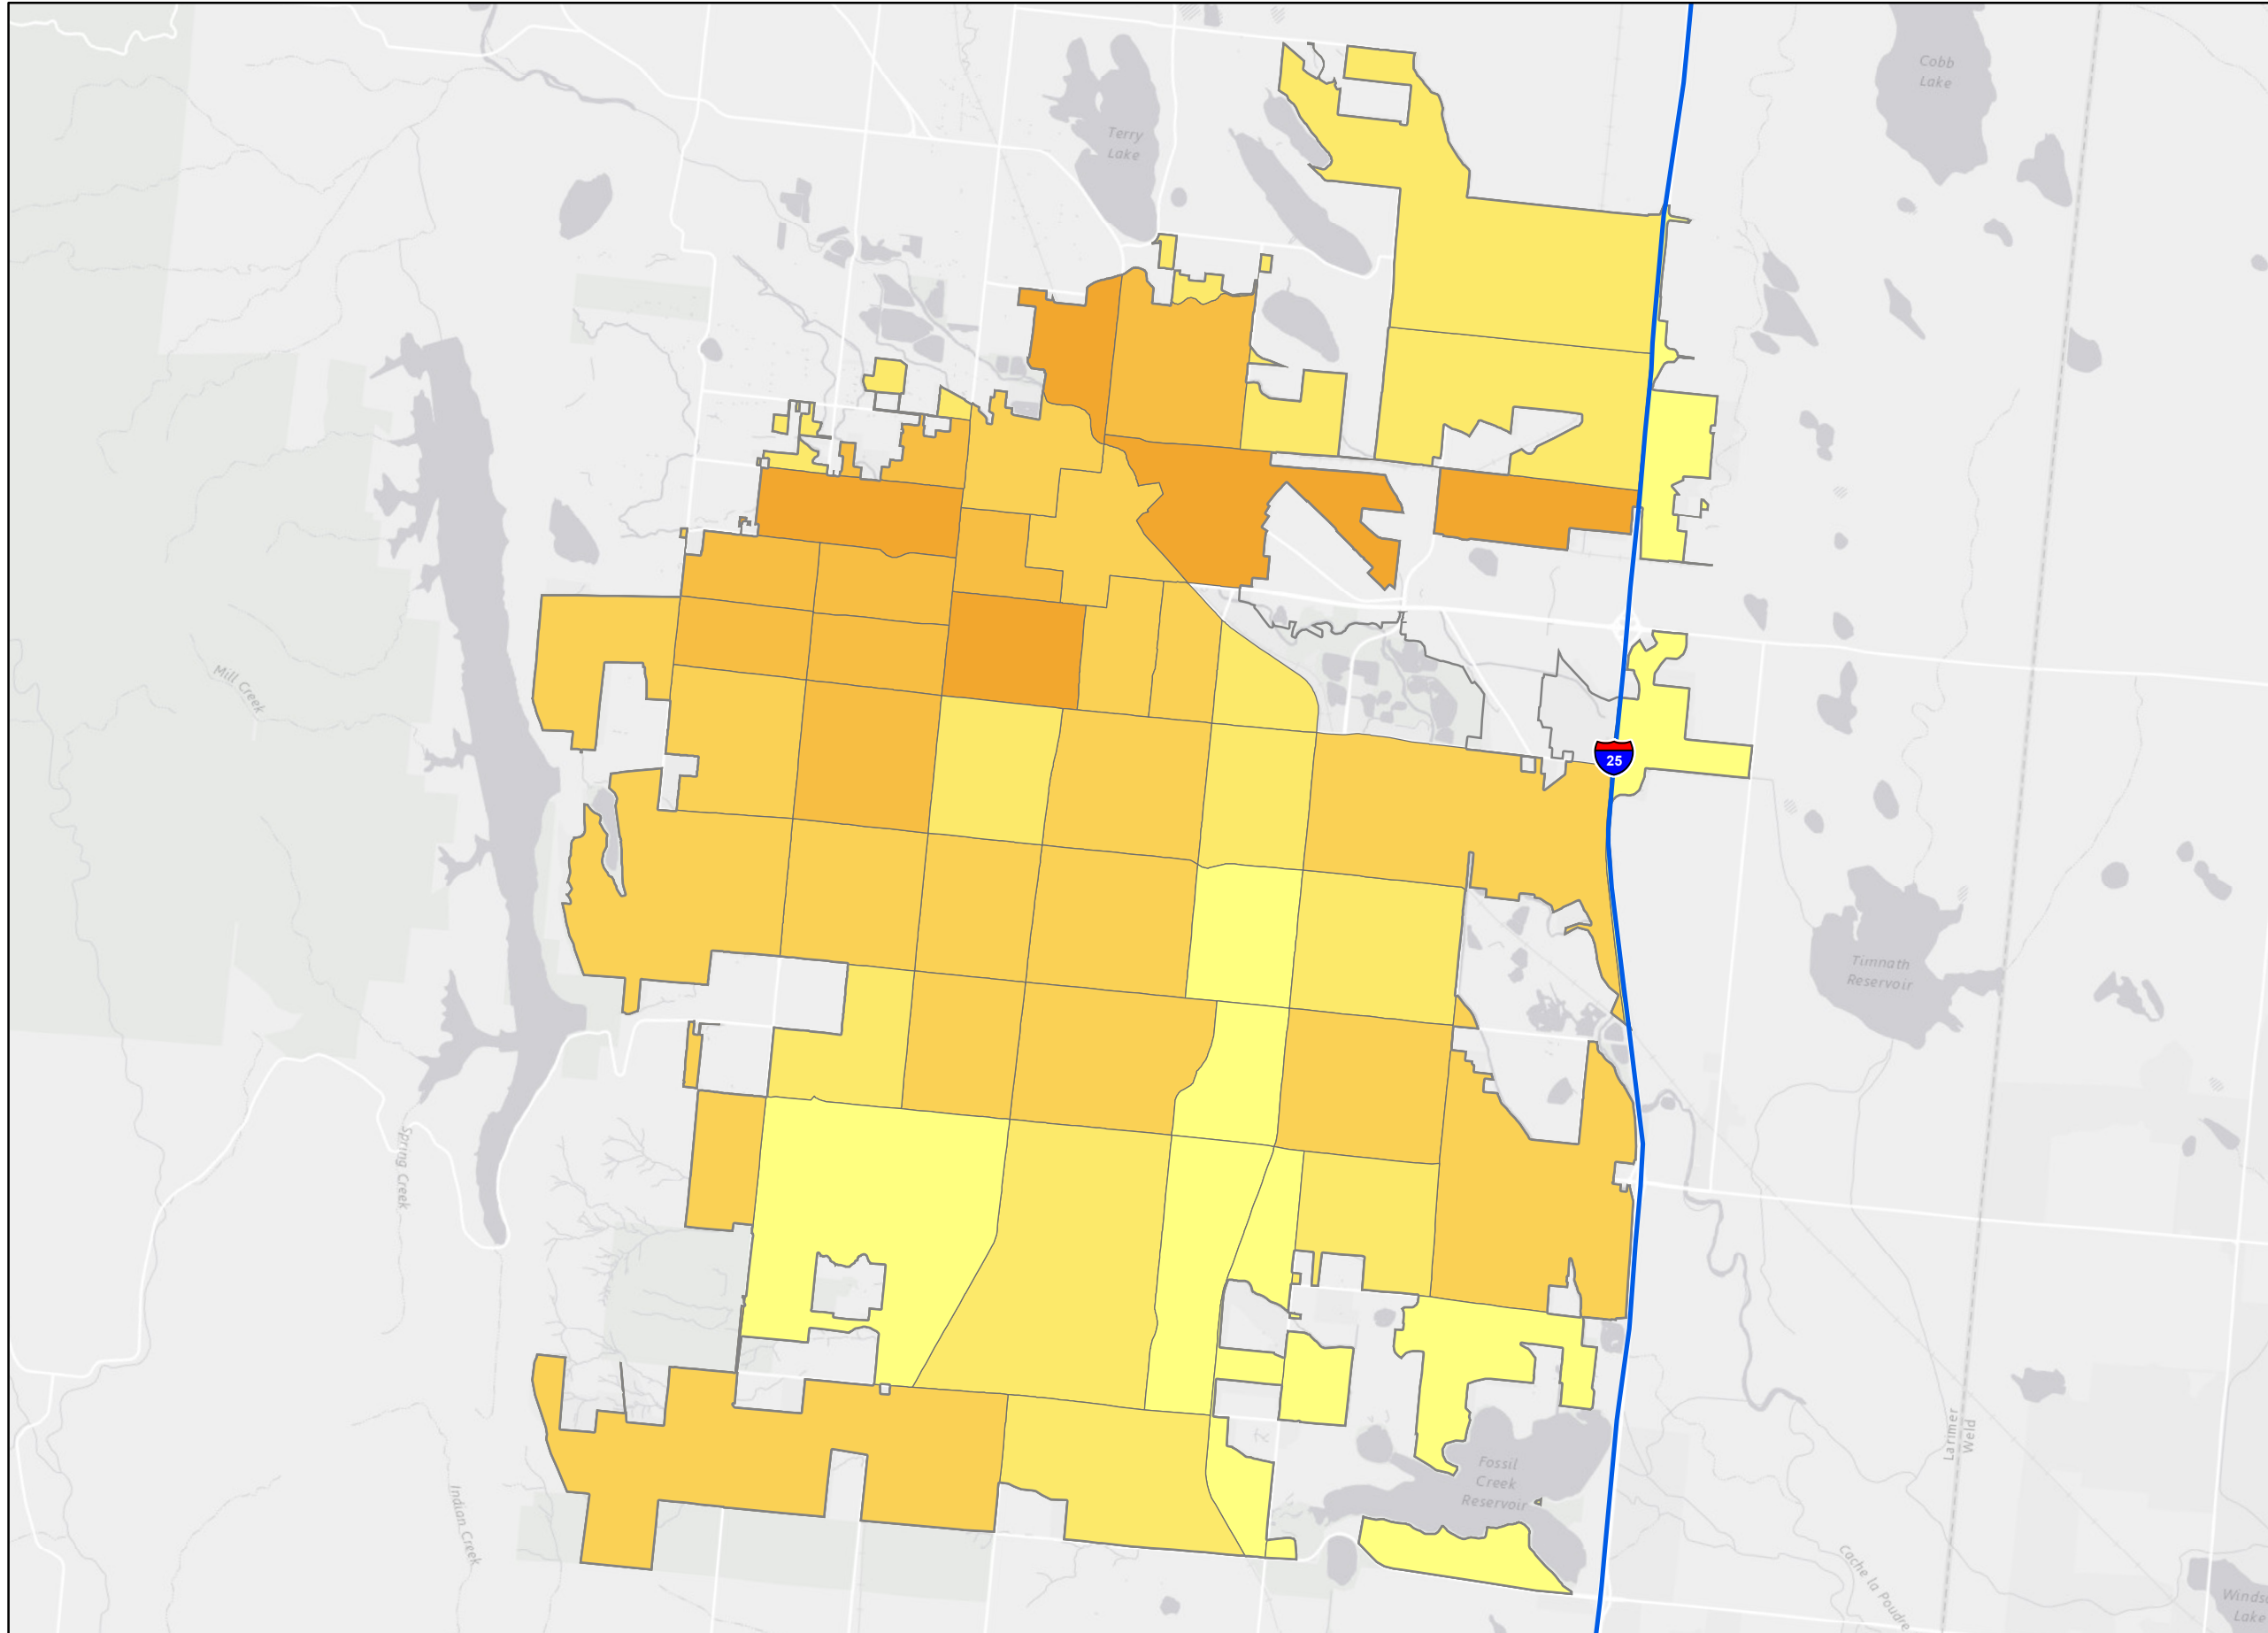 Cobb
Lake
Terry
Lake
Mill Creek
25
Timnath
Reservoir
Spring Creek
Larimer
Weld
Fossil
Creek
Reservoir
Indian Creek
Cache la Poudre
Lake